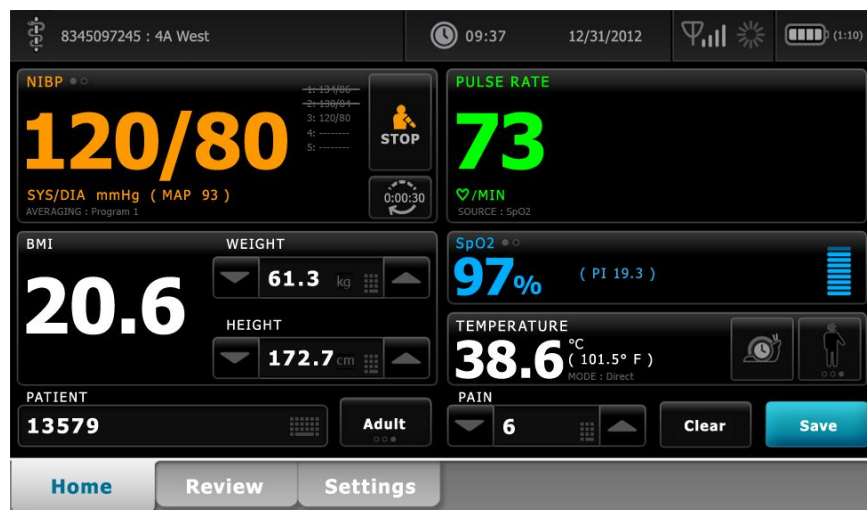 8345097245 : 4A West
09:37
12/31/2012
(1:10)
NIBP
1: 134/86
2: 130/84
3: 120/80
4: --------
5: --------
120/80
SYS/DIA mmHg ( MAP 93 )
AVERAGING : Program 1
STOP
0:00:30
PULSE RATE
73
/MIN
SOURCE : SpO2
BMI
20.6
WEIGHT
61.3 kg
HEIGHT
172.7 cm
SpO2
97%
( PI 19.3 )
TEMPERATURE
38.6 °C
( 101.5° F )
MODE : Direct
PATIENT
13579
Adult
PAIN
6
Clear
Save
Home
Review
Settings